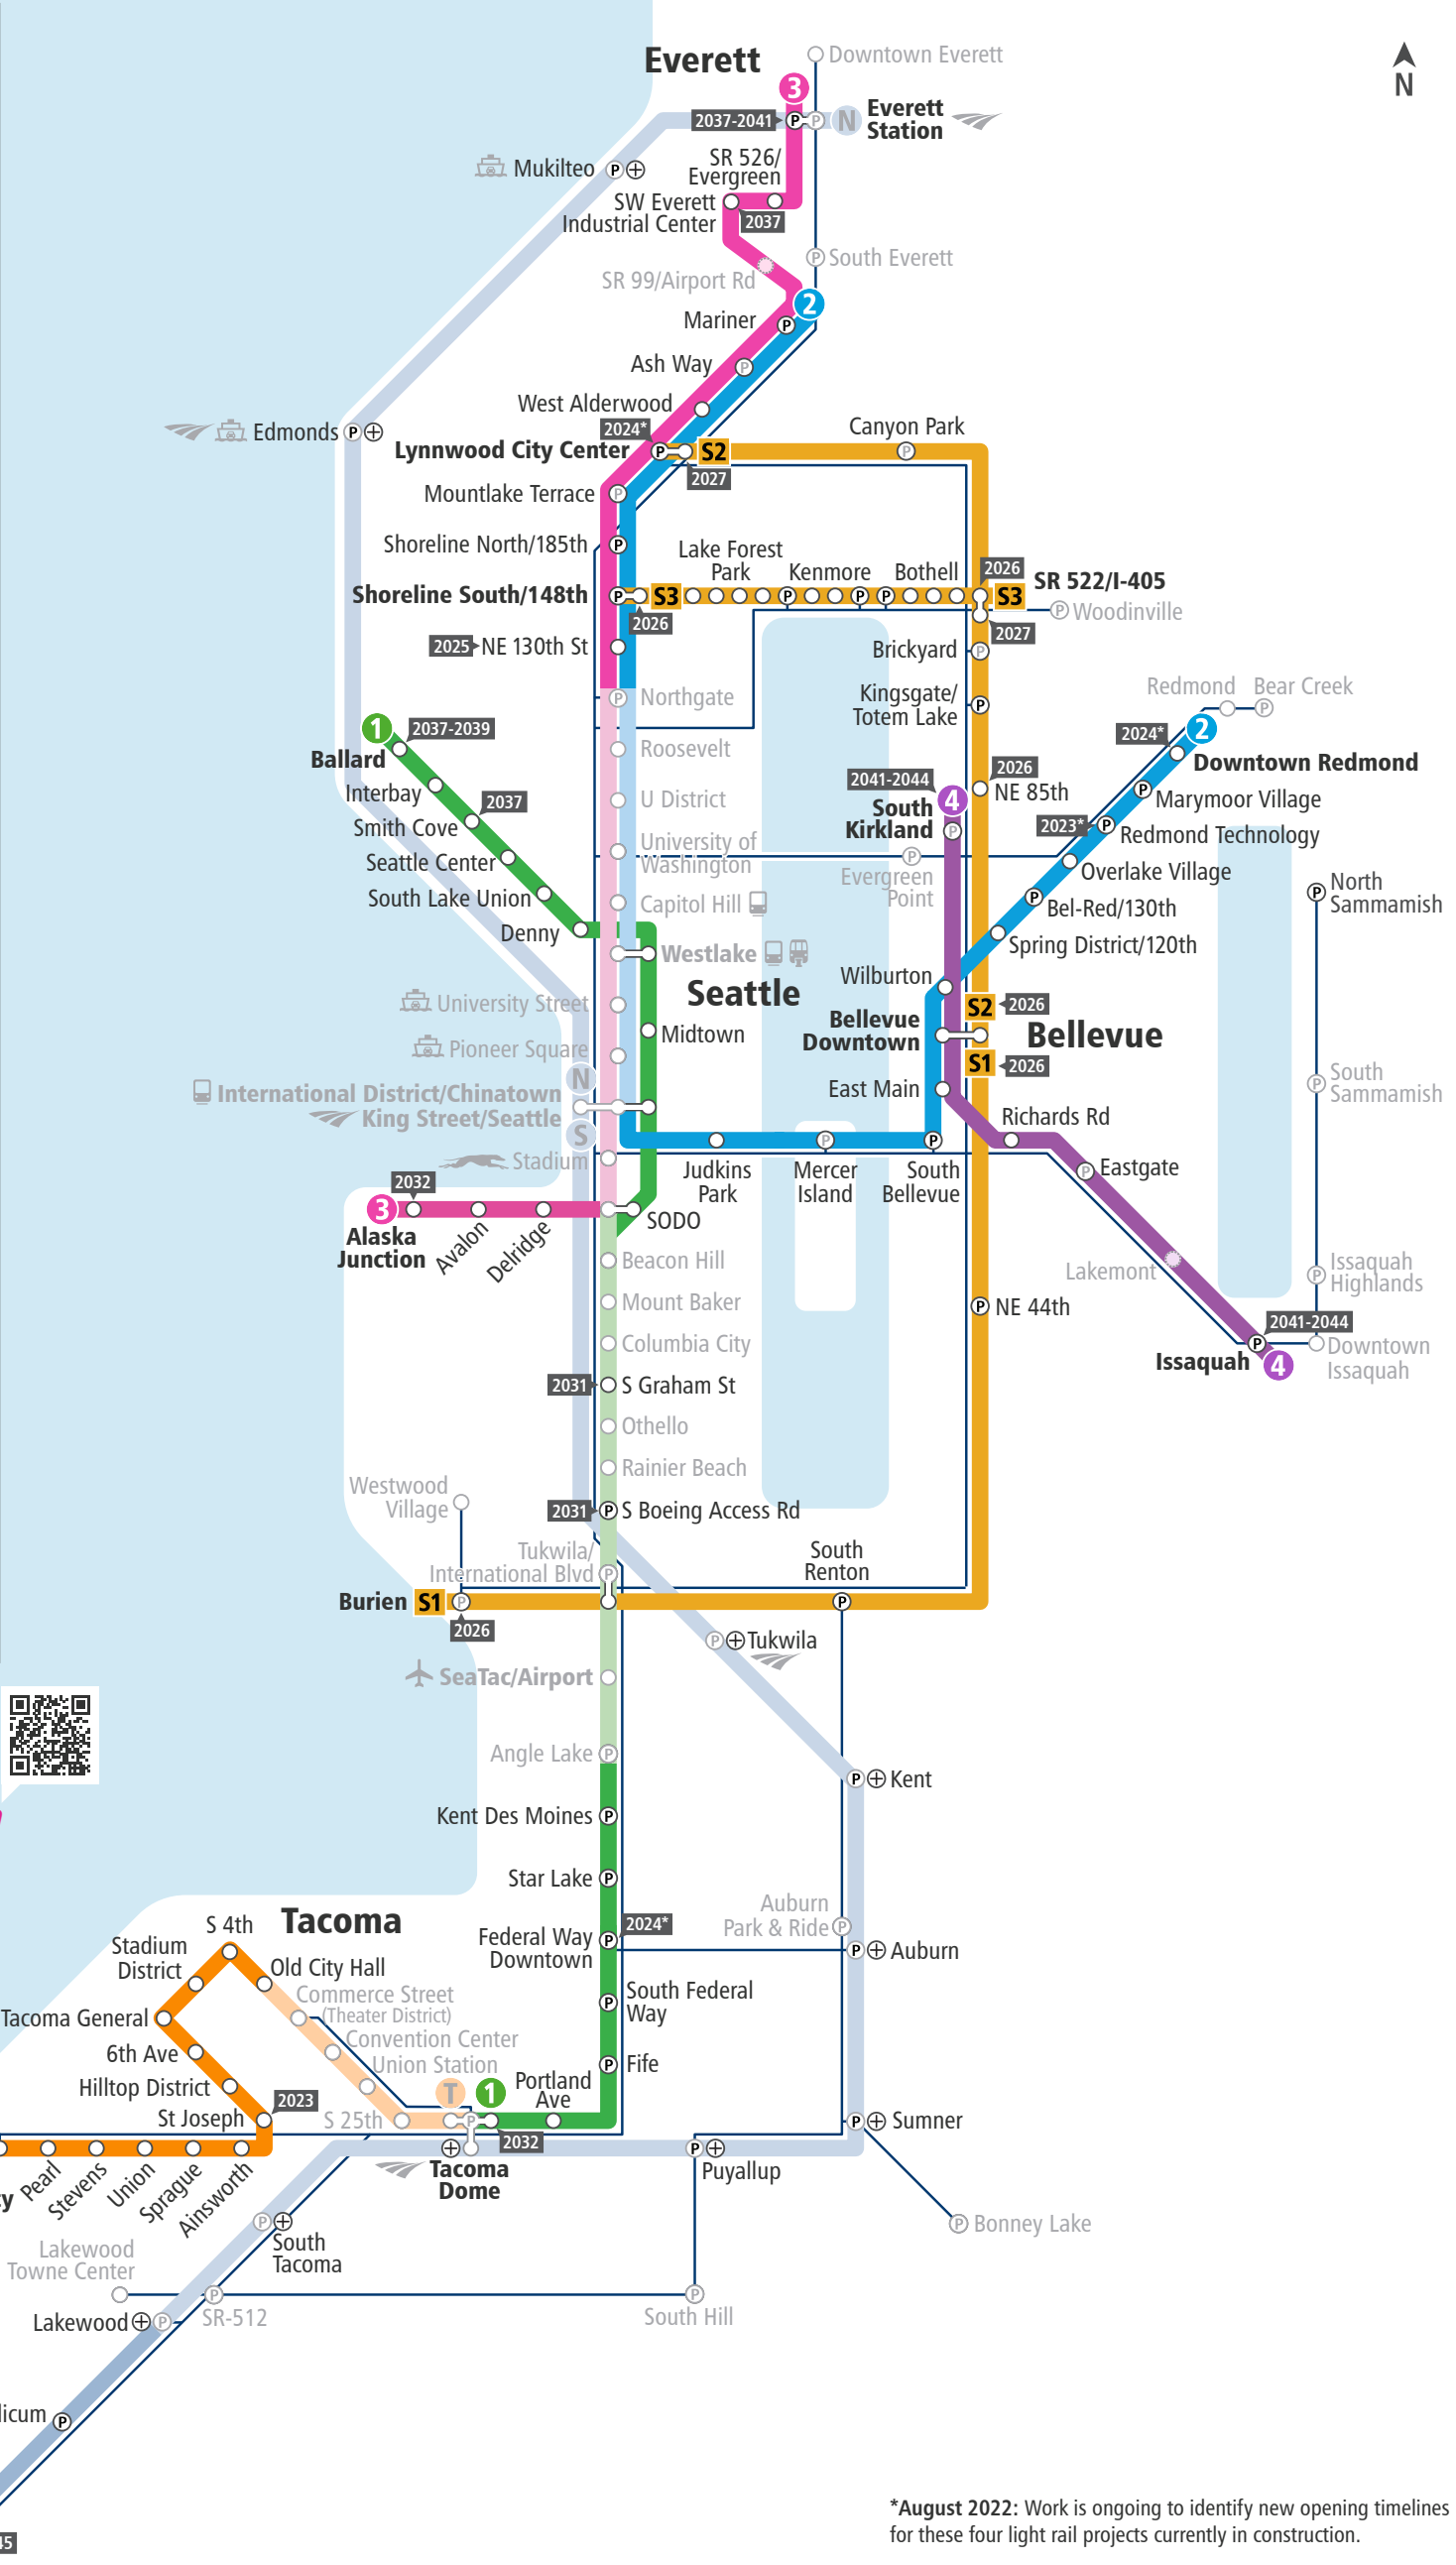 Everett
Downtown Everett
N
3
2037-2041
P
P
N
Everett
Station
SR 526/
Evergreen
Mukilteo
P
SW Everett
Industrial Center
2037
P
South Everett
SR 99/Airport Rd
2
Mariner
P
Ash Way
P
West Alderwood
Edmonds
P
2024*
Canyon Park
P
Lynnwood City Center
P
S2
2027
Mountlake Terrace
P
Shoreline North/185th
P
Lake Forest
Park
Kenmore
Bothell
2026
SR 522/I-405
Shoreline South/148th
P
S3
P
P
P
S3
P
Woodinville
2026
2027
2025
NE 130th St
Brickyard
P
Northgate
P
Kingsgate/
Totem Lake
P
Redmond
Bear Creek
P
1
2037-2039
Ballard
Roosevelt
2024*
2
Downtown Redmond
Interbay
2037
U District
2041-2044
4
2026
NE 85th
P
Marymoor Village
Smith Cove
South
Kirkland
P
2023*
P
Redmond Technology
Seattle Center
University of
Washington
P
Evergreen
Point
Overlake Village
South Lake Union
Capitol Hill
P
Bel-Red/130th
P
North
Sammamish
Denny
Westlake
Spring District/120th
Seattle
Wilburton
University Street
S2
2026
Midtown
Bellevue
Downtown
Bellevue
Pioneer Square
S1
2026
N
International District/Chinatown
King Street/Seattle
S
East Main
P
South
Sammamish
Richards Rd
Stadium
Judkins
Park
P
Mercer
Island
P
South
Bellevue
P
Eastgate
2032
3
Alaska
Junction
Avalon
Delridge
SODO
Beacon Hill
Lakemont
P
Issaquah
Highlands
Mount Baker
P
NE 44th
Columbia City
2041-2044
P
Issaquah
4
Downtown
Issaquah
2031
S Graham St
Othello
Rainier Beach
Westwood
Village
2031
P
S Boeing Access Rd
Tukwila/
International Blvd
P
South
Renton
P
Burien
S1
P
2026
P
Tukwila
SeaTac/Airport
Angle Lake
P
P
Kent
Kent Des Moines
P
Star Lake
P
Auburn
Park & Ride
P
Tacoma
S 4th
Federal Way
Downtown
P
2024*
P
Auburn
Stadium
District
Old City Hall
Commerce Street
(Theater District)
South Federal
Way
P
Tacoma General
Convention Center
6th Ave
Union Station
P
Fife
Hilltop District
T
1
Portland
Ave
2023
St Joseph
S 25th
P
2032
P
Sumner
Pearl
Stevens
Union
Sprague
Ainsworth
Tacoma
Dome
P
Puyallup
P
South
Tacoma
P
Bonney Lake
Lakewood
Towne Center
P
SR-512
P
South Hill
Lakewood
P
licum
P
*August 2022: Work is ongoing to identify new opening timelines
for these four light rail projects currently in construction.